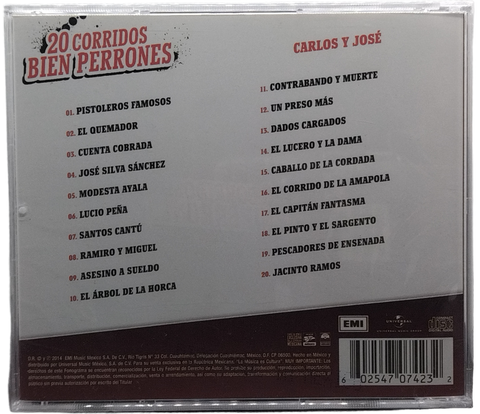 20 CORRIDOS
BIEN PERRONES
CARLOS Y JOSÉ
01. PISTOLEROS FAMOSOS
02. EL QUEMADOR
03. CUENTA COBRADA
04. JOSÉ SILVA SÁNCHEZ
05. MODESTA AYALA
06. LUCIO PEÑA
07. SANTOS CANTÚ
08. RAMIRO Y MIGUEL
09. ASESINO A SUELDO
10. EL ÁRBOL DE LA HORCA
11. CONTRABANDO Y MUERTE
12. UN PRESO MÁS
13. DADOS CARGADOS
14. EL LUCERO Y LA DAMA
15. CABALLO DE LA CORDADA
16. EL CORRIDO DE LA AMAPOLA
17. EL CAPITÁN FANTASMA
18. EL PINTO Y EL SARGENTO
19. PESCADORES DE ENSENADA
20. JACINTO RAMOS
EMI
UNIVERSAL
6 02547 07423 2